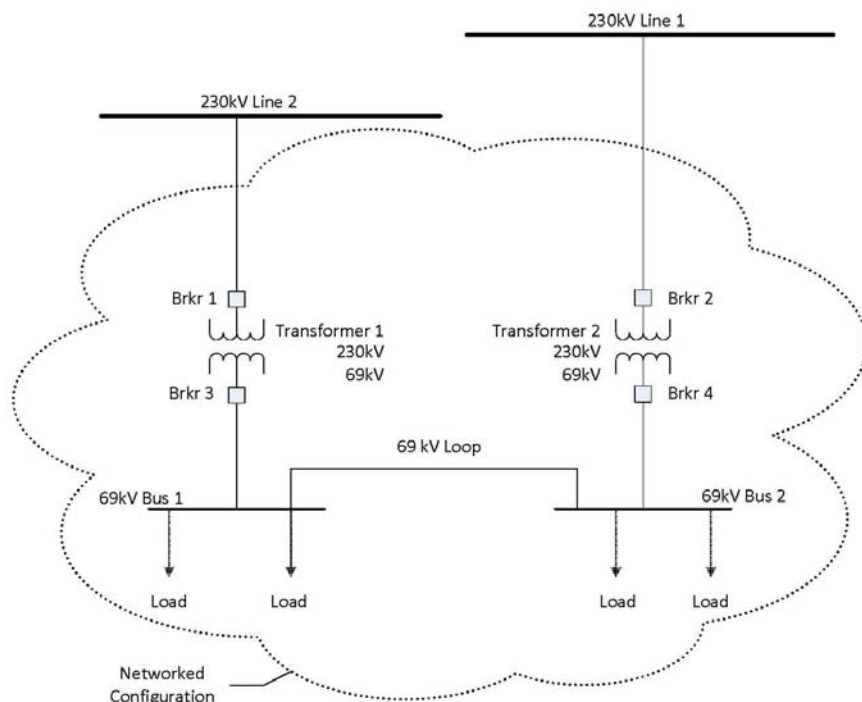 230kV Line 1
230kV Line 2
Brkr 1
Brkr 2
Transformer 1
230kV
69kV
Transformer 2
230kV
69kV
Brkr 3
Brkr 4
69 kV Loop
69kV Bus 1
69kV Bus 2
Load
Load
Load
Load
Networked
Configuration